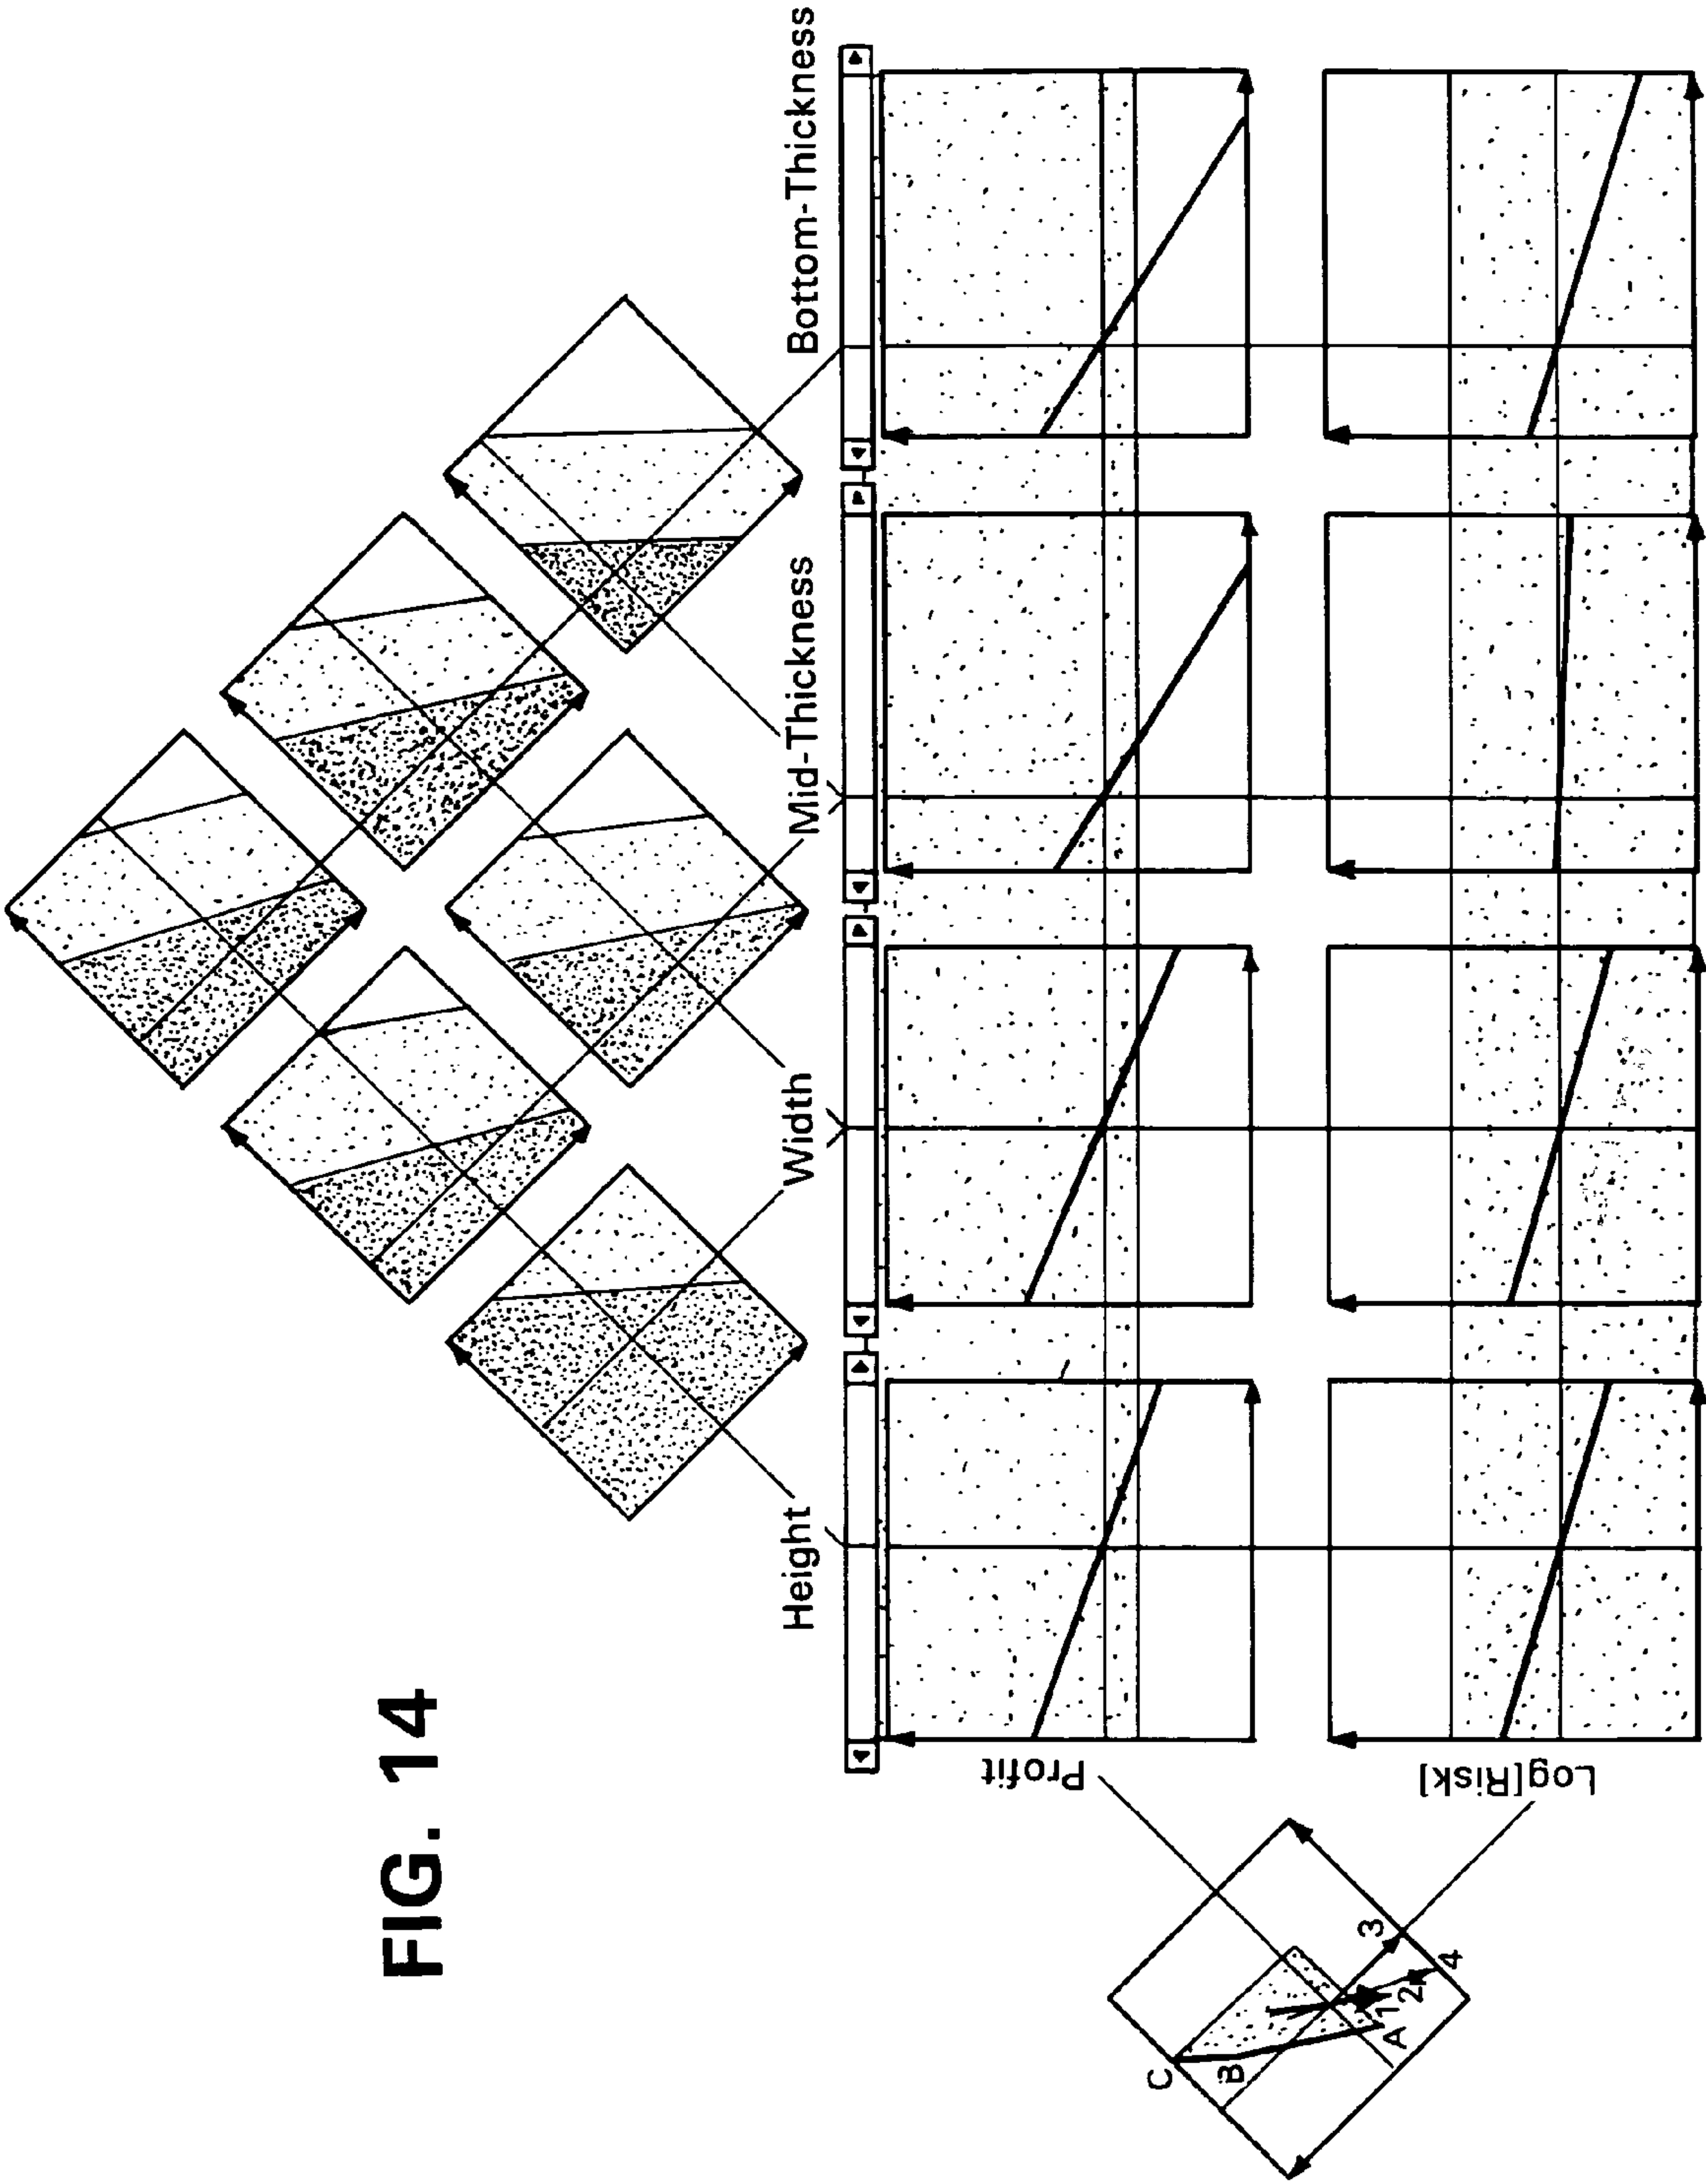 FIG. 14
Height
Width
Mid-Thickness
Bottom-Thickness
Profit
Log[Risk]
C
B
A
1
2
3
4